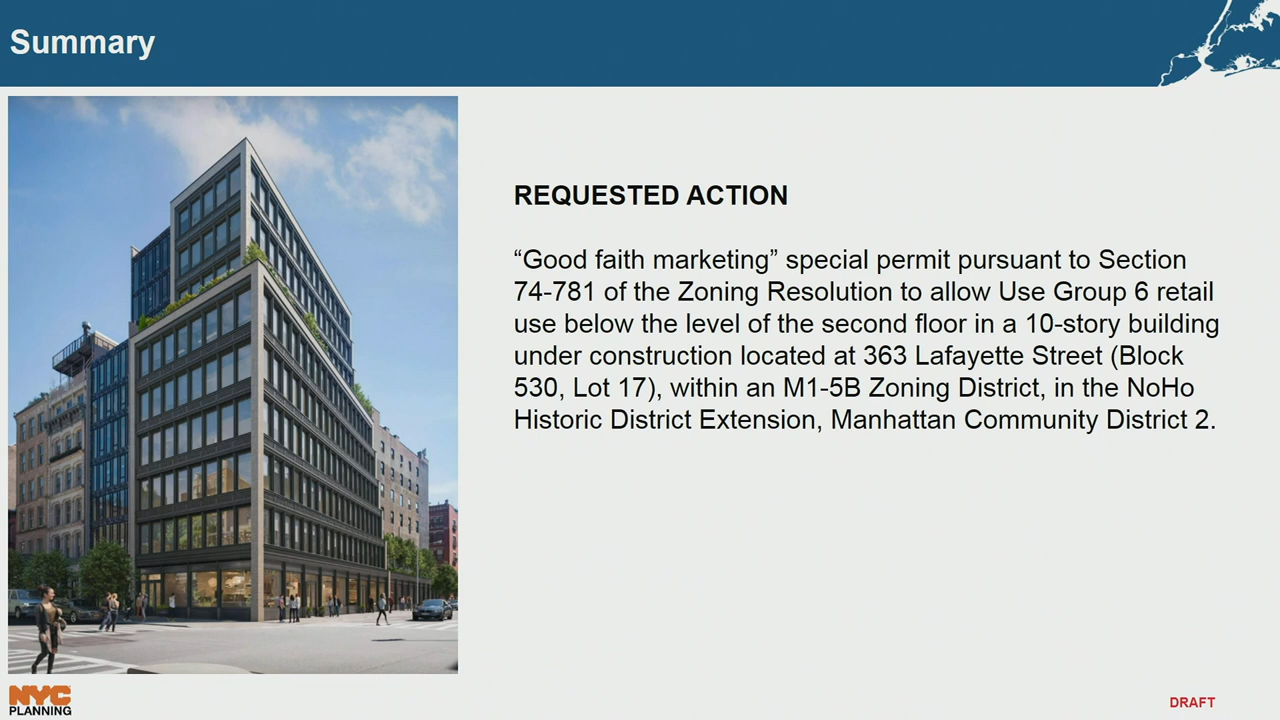 Summary
REQUESTED ACTION
“Good faith marketing” special permit pursuant to Section
74-781 of the Zoning Resolution to allow Use Group 6 retail
use below the level of the second floor in a 10-story building
under construction located at 363 Lafayette Street (Block
530, Lot 17), within an M1-5B Zoning District, in the NoHo
Historic District Extension, Manhattan Community District 2.
NYC
PLANNING
DRAFT